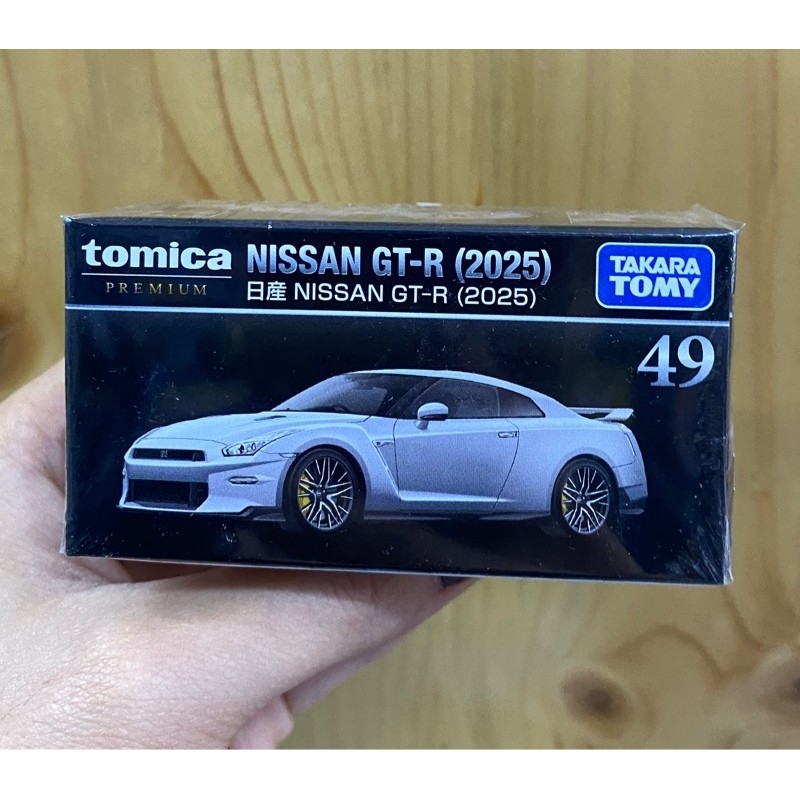 tomica
PREMIUM
NISSAN GT-R (2025)
日産 NISSAN GT-R (2025)
TAKARA
TOMY
49